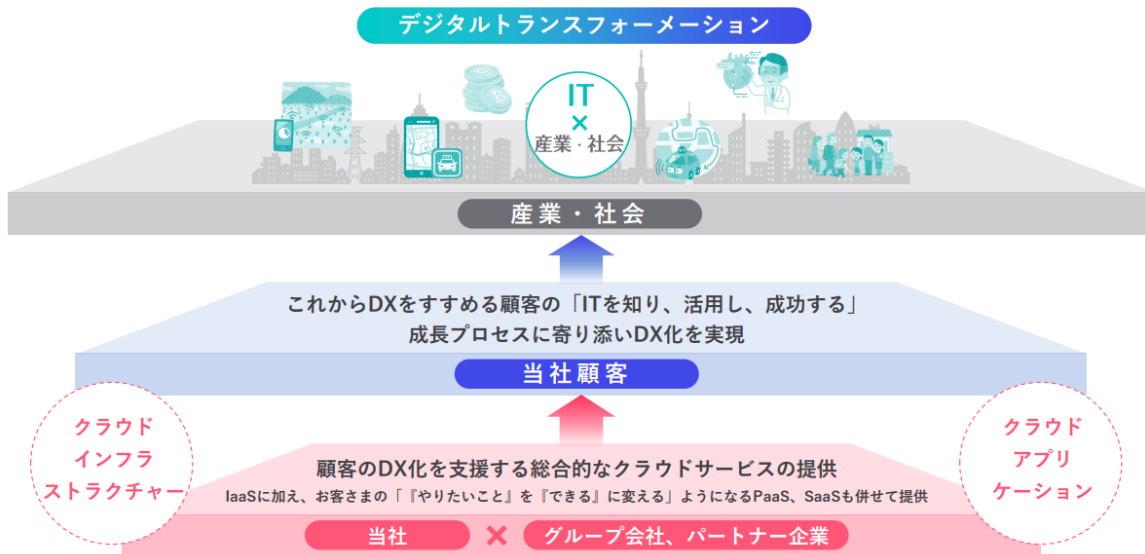 デジタルトランスフォーメーション
IT
×
産業・社会
産業・社会
これからDXをすすめる顧客の「ITを知り、活用し、成功する」
成長プロセスに寄り添いDX化を実現
当社顧客
クラウド
インフラ
ストラクチャー
クラウド
アプリ
ケーション
顧客のDX化を支援する総合的なクラウドサービスの提供
IaaSに加え、お客さまの「『やりたいこと』を『できる』に変える」ようになるPaaS、SaaSも併せて提供
当社 × グループ会社、パートナー企業